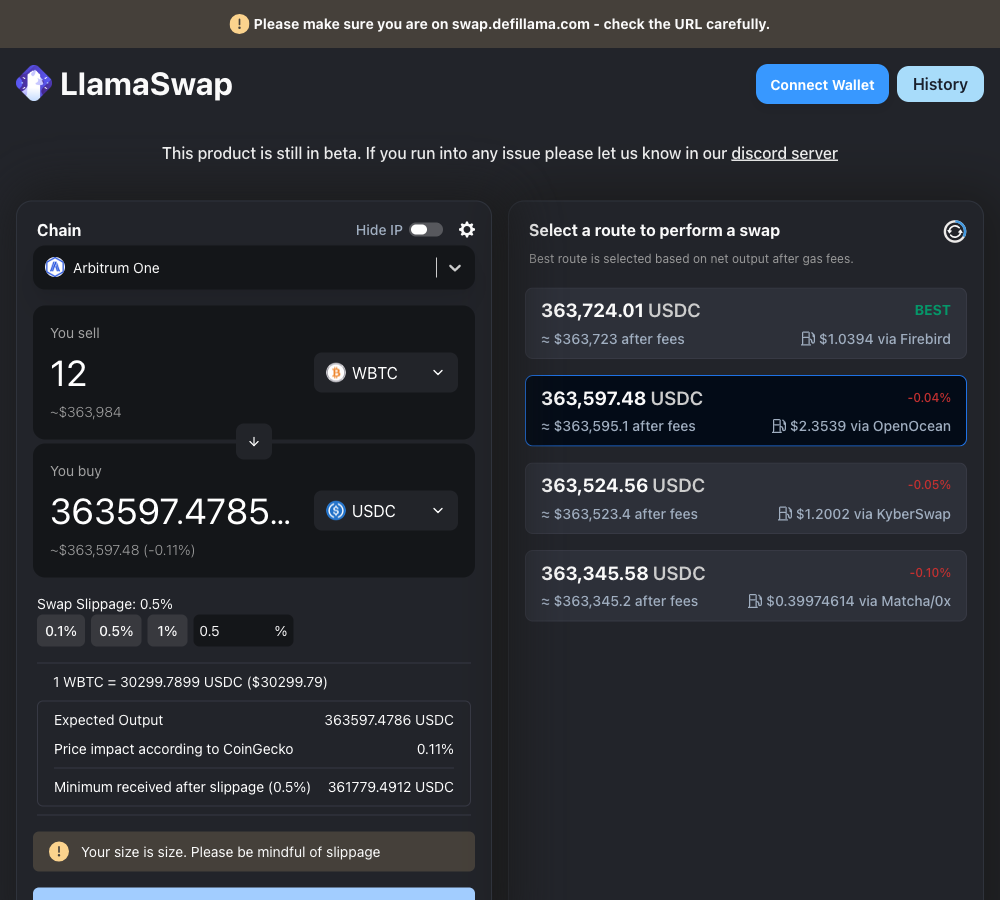 Please make sure you are on swap.defillama.com - check the URL carefully.
LlamaSwap
Connect Wallet
History
This product is still in beta. If you run into any issue please let us know in our discord server
Chain
Hide IP
Arbitrum One
You sell
12
WBTC
~$363,984
You buy
363597.4785...
USDC
~$363,597.48 (-0.11%)
Swap Slippage: 0.5%
0.1%
0.5%
1%
0.5 %
1 WBTC = 30299.7899 USDC ($30299.79)
Expected Output 363597.4786 USDC
Price impact according to CoinGecko 0.11%
Minimum received after slippage (0.5%) 361779.4912 USDC
Your size is size. Please be mindful of slippage
Select a route to perform a swap
Best route is selected based on net output after gas fees.
363,724.01 USDC BEST
≈ $363,723 after fees $1.0394 via Firebird
363,597.48 USDC -0.04%
≈ $363,595.1 after fees $2.3539 via OpenOcean
363,524.56 USDC -0.05%
≈ $363,523.4 after fees $1.2002 via KyberSwap
363,345.58 USDC -0.10%
≈ $363,345.2 after fees $0.39974614 via Matcha/0x